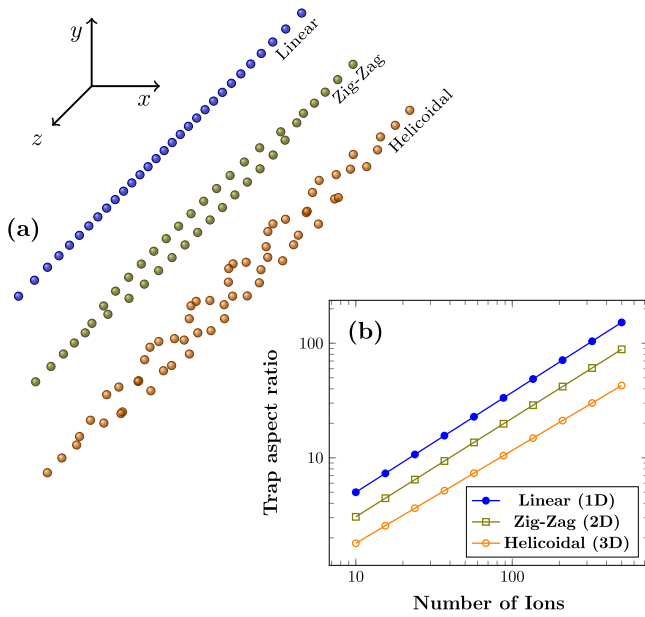 y
x
z
Linear
Zig-Zag
Helicoidal
(a)
(b)
100
10
Trap aspect ratio
Linear (1D)
Zig-Zag (2D)
Helicoidal (3D)
10
100
Number of Ions